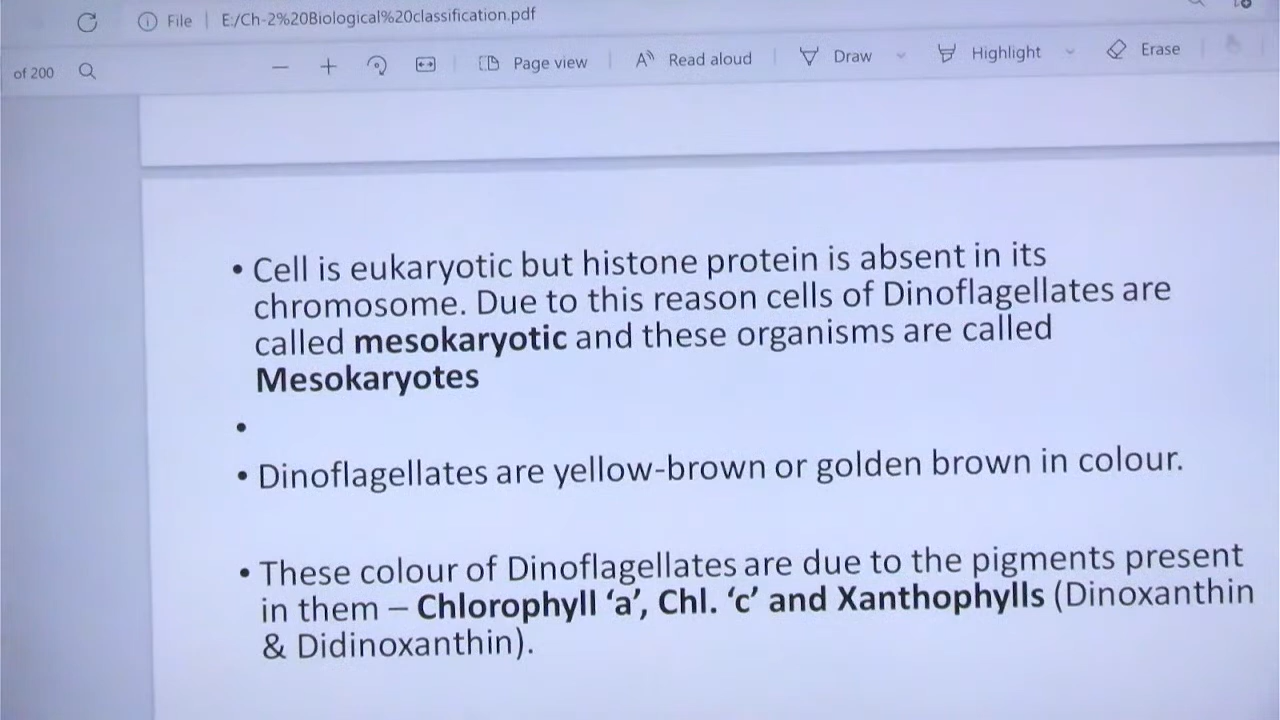 File | E:/Ch-2%20Biological%20classification.pdf
of 200 Page view Read aloud Draw Highlight Erase
• Cell is eukaryotic but histone protein is absent in its
chromosome. Due to this reason cells of Dinoflagellates are
called mesokaryotic and these organisms are called
Mesokaryotes
•
• Dinoflagellates are yellow-brown or golden brown in colour.
• These colour of Dinoflagellates are due to the pigments present
in them – Chlorophyll ‘a’, Chl. ‘c’ and Xanthophylls (Dinoxanthin
& Didinoxanthin).